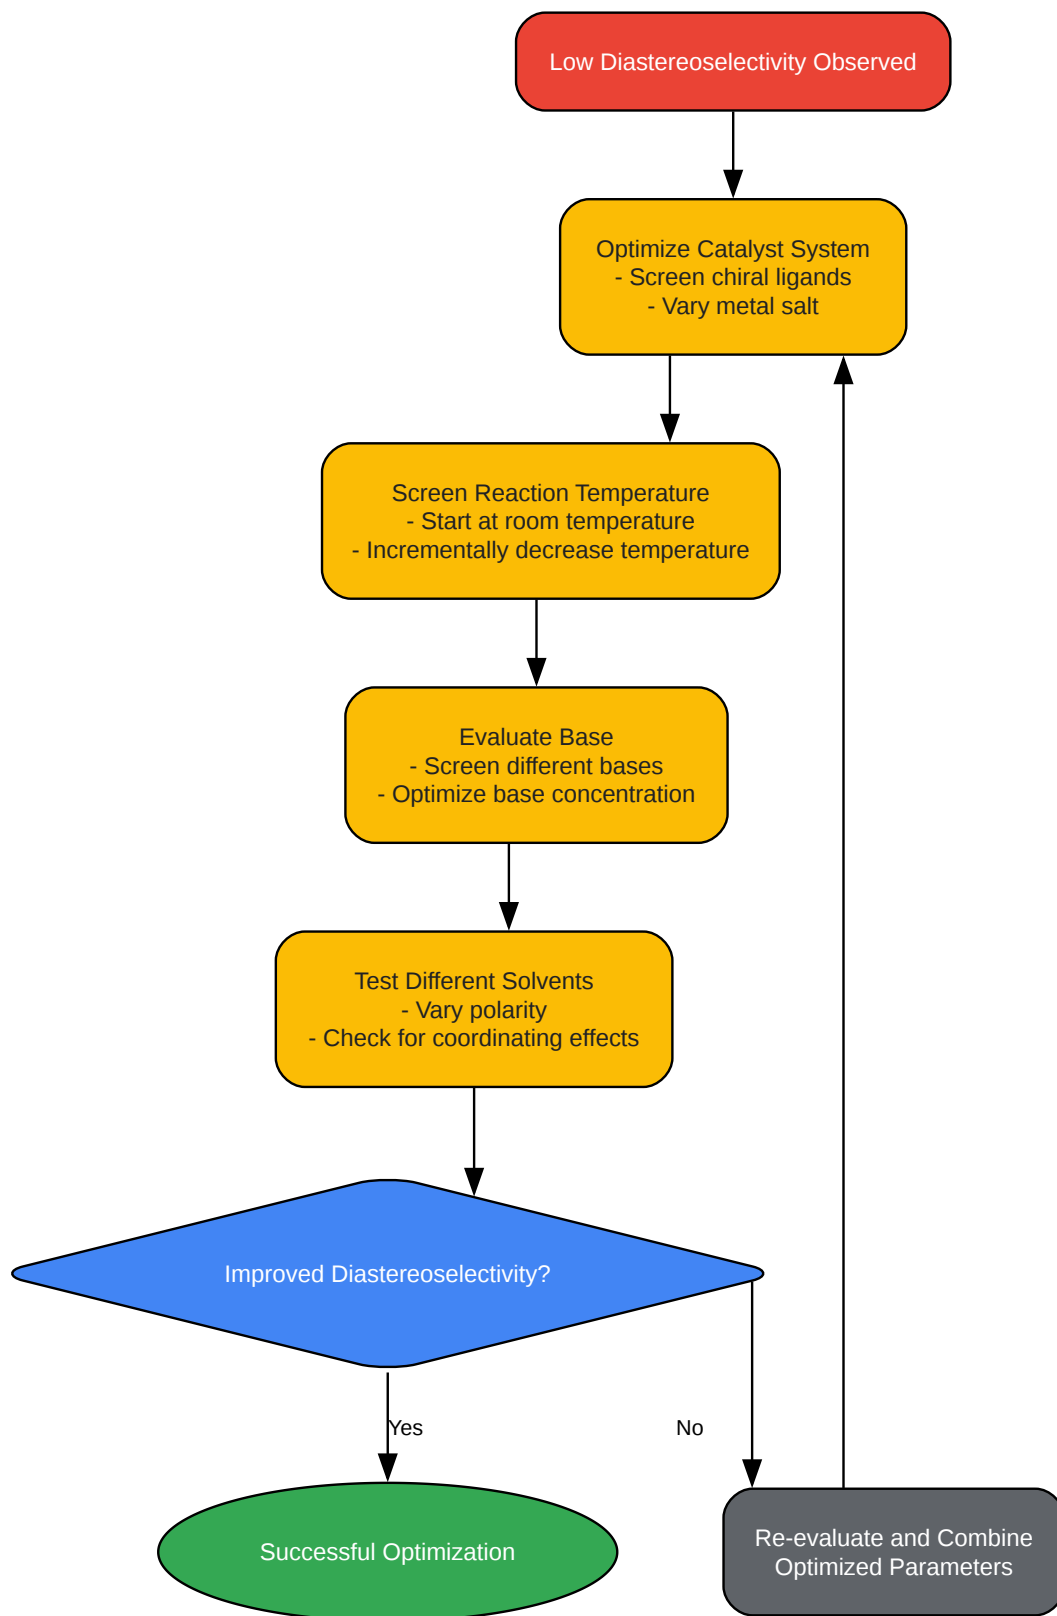 Low Diastereoselectivity Observed
Optimize Catalyst System
- Screen chiral ligands
- Vary metal salt
Screen Reaction Temperature
- Start at room temperature
- Incrementally decrease temperature
Evaluate Base
- Screen different bases
- Optimize base concentration
Test Different Solvents
- Vary polarity
- Check for coordinating effects
Improved Diastereoselectivity?
Yes
No
Successful Optimization
Re-evaluate and Combine
Optimized Parameters